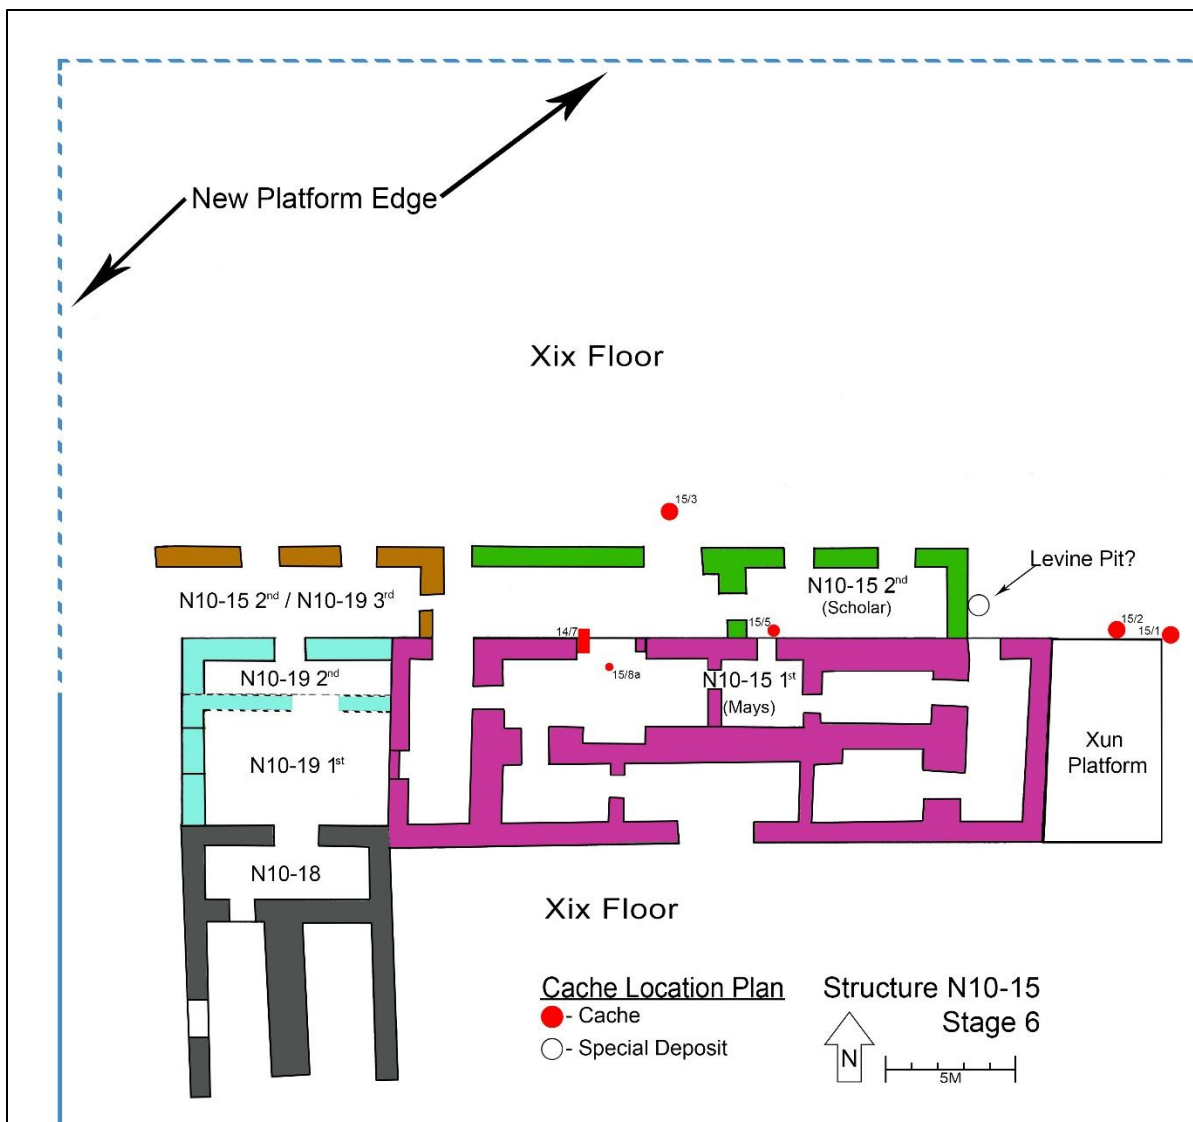 New Platform Edge
Xix Floor
15/3
Levine Pit?
N10-15 2nd / N10-19 3rd
N10-15 2nd
(Scholar)
15/2
15/1
14/7
15/5
N10-19 2nd
15/8a
N10-15 1st
(Mays)
N10-19 1st
Xun
Platform
N10-18
Xix Floor
Cache Location Plan
- Cache
- Special Deposit
Structure N10-15
Stage 6
N
5M